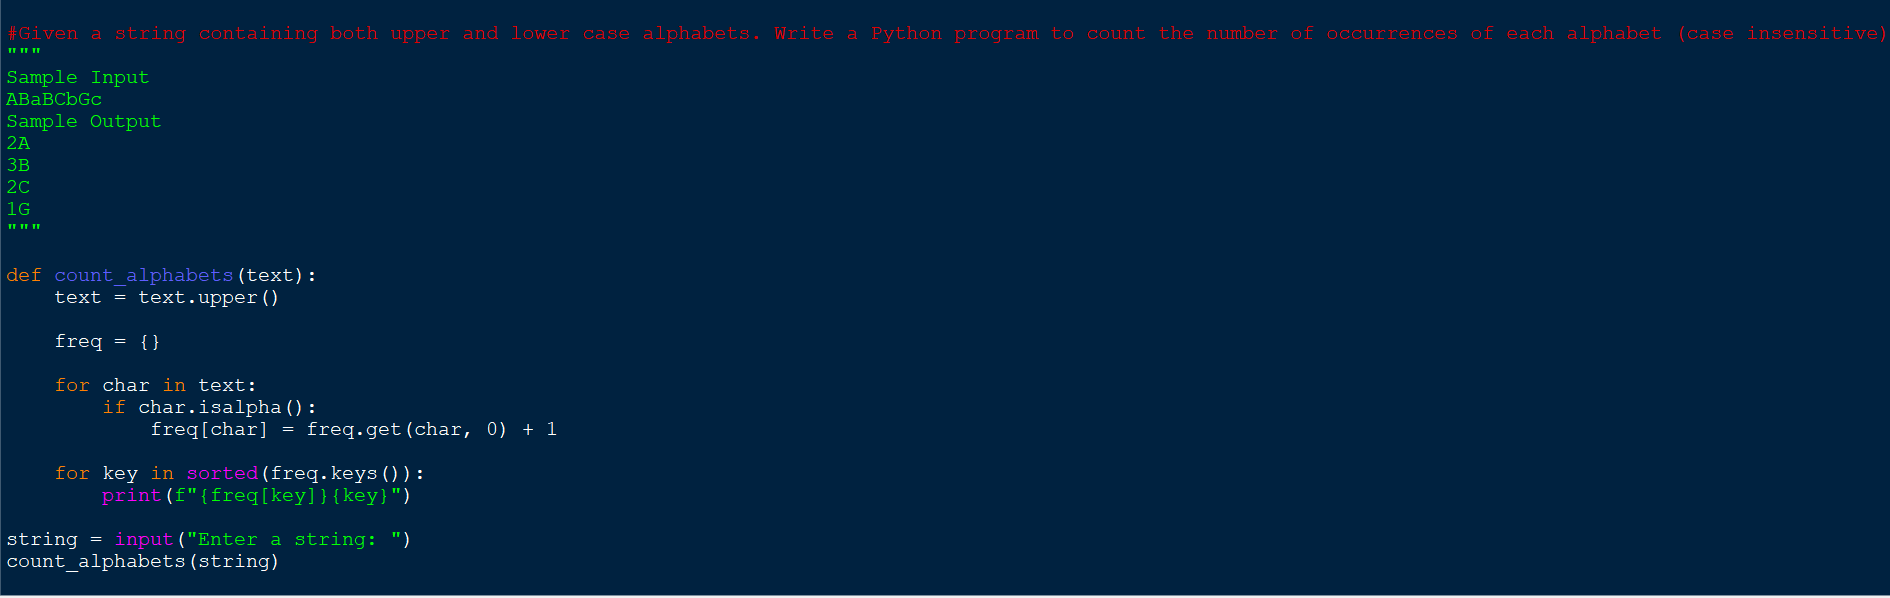 #Given a string containing both upper and lower case alphabets. Write a Python program to count the number of occurrences of each alphabet (case insensitive)
"""
Sample Input
ABaBCbGc
Sample Output
2A
3B
2C
1G
"""
def count_alphabets(text):
    text = text.upper()
    freq = {}
    for char in text:
        if char.isalpha():
            freq[char] = freq.get(char, 0) + 1
    for key in sorted(freq.keys()):
        print(f"{freq[key]}{key}")
string = input("Enter a string: ")
count_alphabets(string)